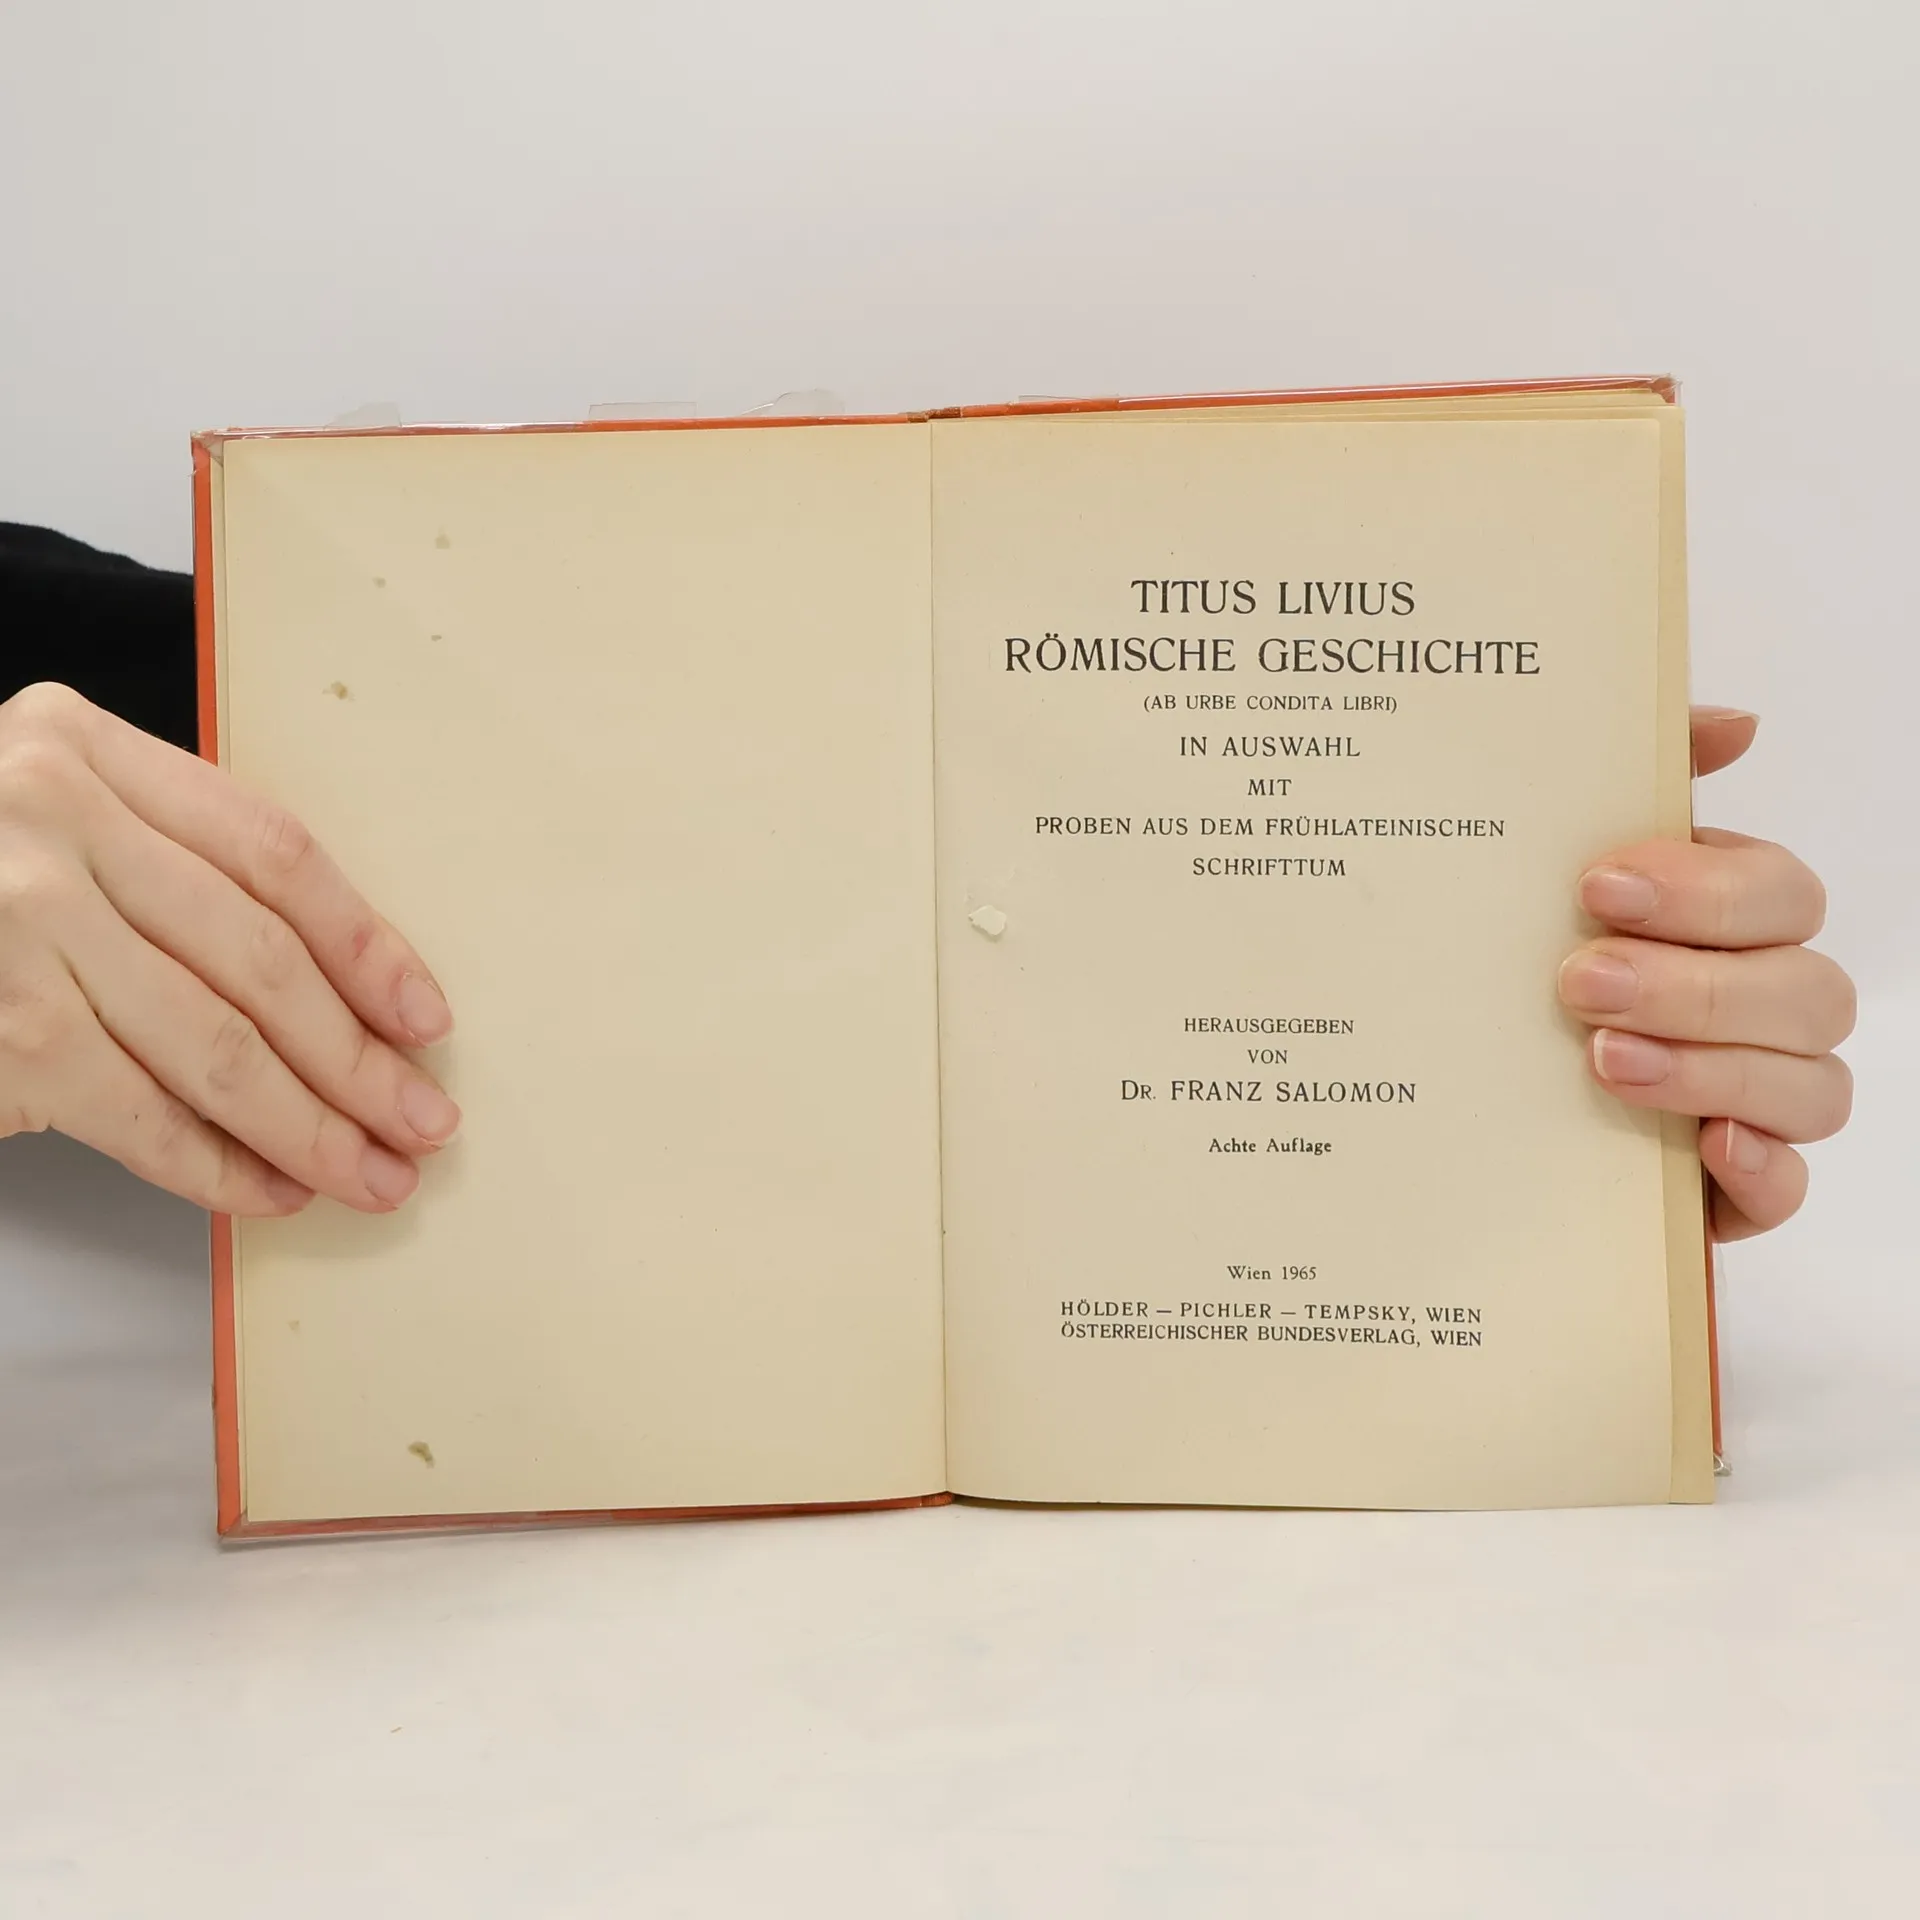 TITUS LIVIUS
RÖMISCHE GESCHICHTE
(AB URBE CONDITA LIBRI)
IN AUSWAHL
MIT
PROBEN AUS DEM FRÜHLATEINISCHEN
SCHRIFTTUM
HERAUSGEGEBEN
VON
DR. FRANZ SALOMON
Achte Auflage
Wien 1965
HÖLDER — PICHLER — TEMPSKY, WIEN
ÖSTERREICHISCHER BUNDESVERLAG, WIEN